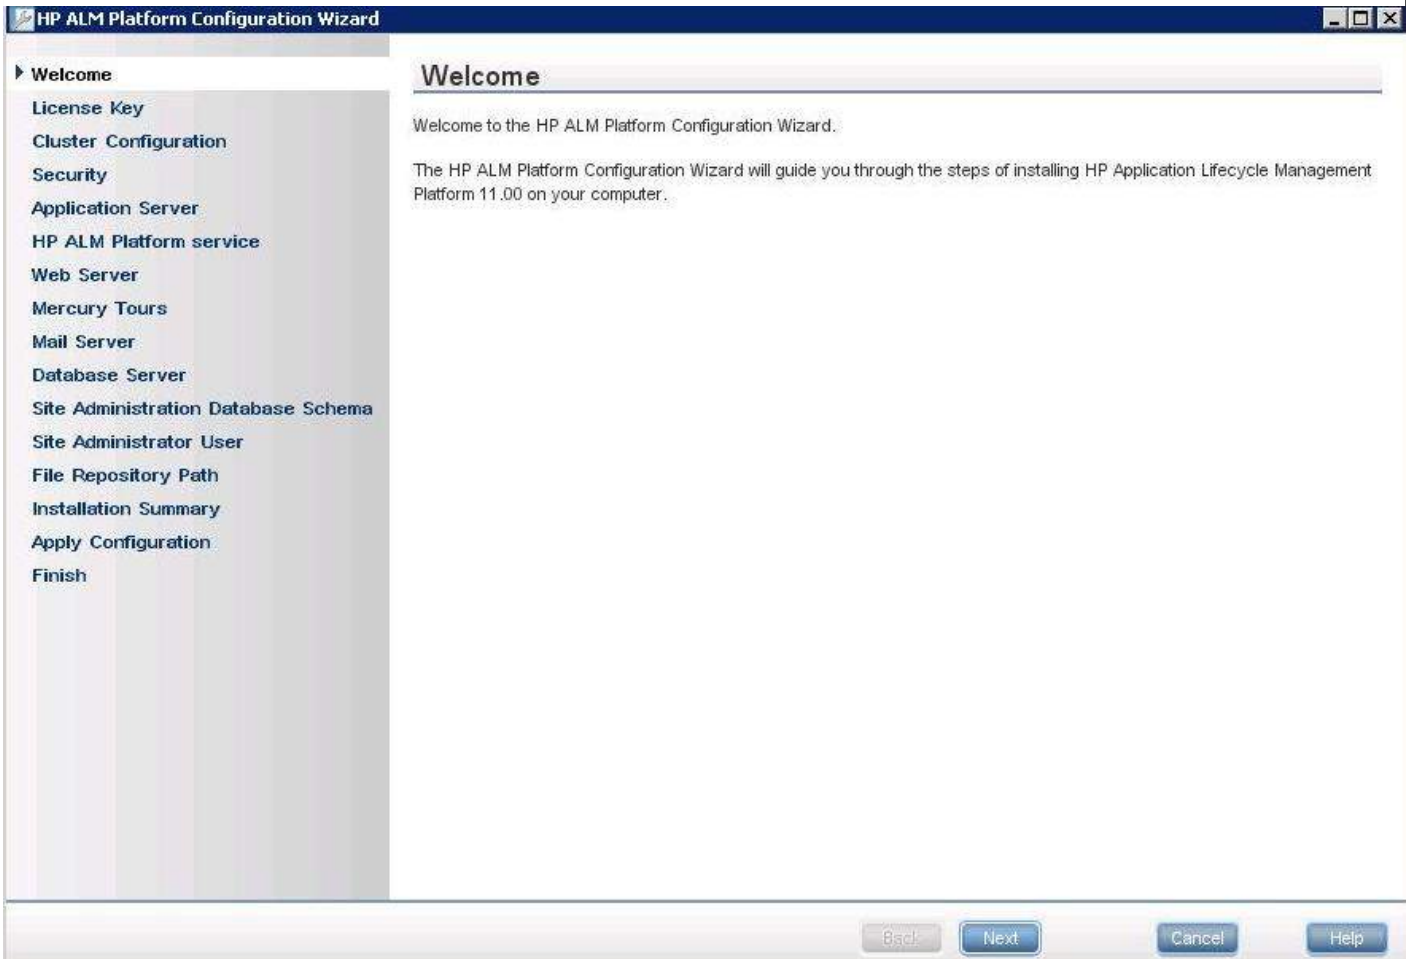 HP ALM Platform Configuration Wizard
Welcome
License Key
Cluster Configuration
Security
Application Server
HP ALM Platform service
Web Server
Mercury Tours
Mail Server
Database Server
Site Administration Database Schema
Site Administrator User
File Repository Path
Installation Summary
Apply Configuration
Finish
Welcome
Welcome to the HP ALM Platform Configuration Wizard.
The HP ALM Platform Configuration Wizard will guide you through the steps of installing HP Application Lifecycle Management
Platform 11.00 on your computer.
Back
Next
Cancel
Help